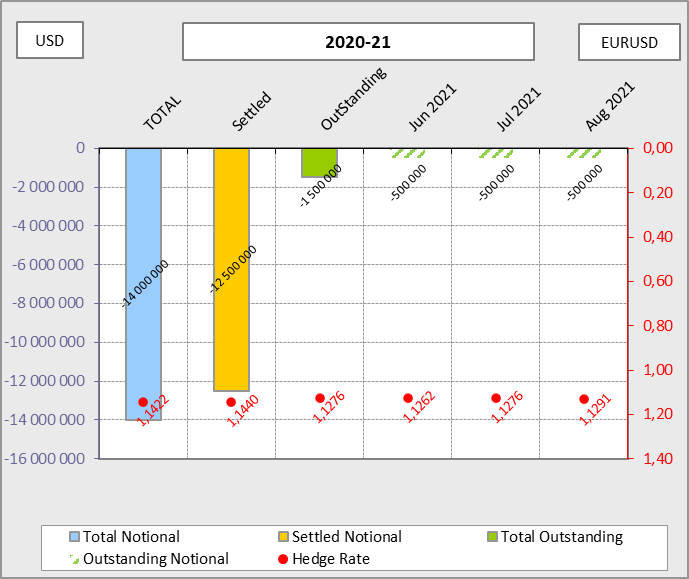 USD
2020-21
EURUSD
TOTAL
Settled
OutStanding
Jun 2021
Jul 2021
Aug 2021
0
-2 000 000
-4 000 000
-6 000 000
-8 000 000
-10 000 000
-12 000 000
-14 000 000
-16 000 000
0,00
0,20
0,40
0,60
0,80
1,00
1,20
1,40
-14 000 000
-12 500 000
-1 500 000
-500 000
-500 000
-500 000
1,1422
1,1440
1,1276
1,1262
1,1276
1,1291
Total Notional
Settled Notional
Total Outstanding
Outstanding Notional
Hedge Rate